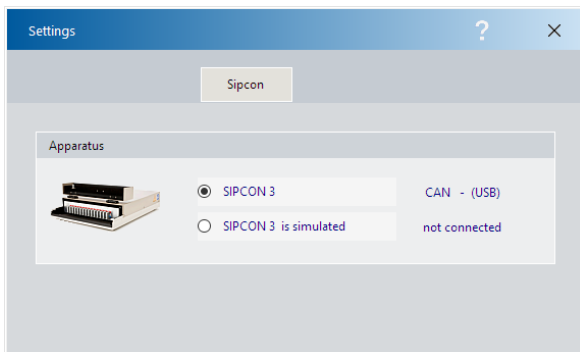 Settings ?
Sipcon
Apparatus
SIPCON 3 CAN - (USB)
SIPCON 3 is simulated not connected